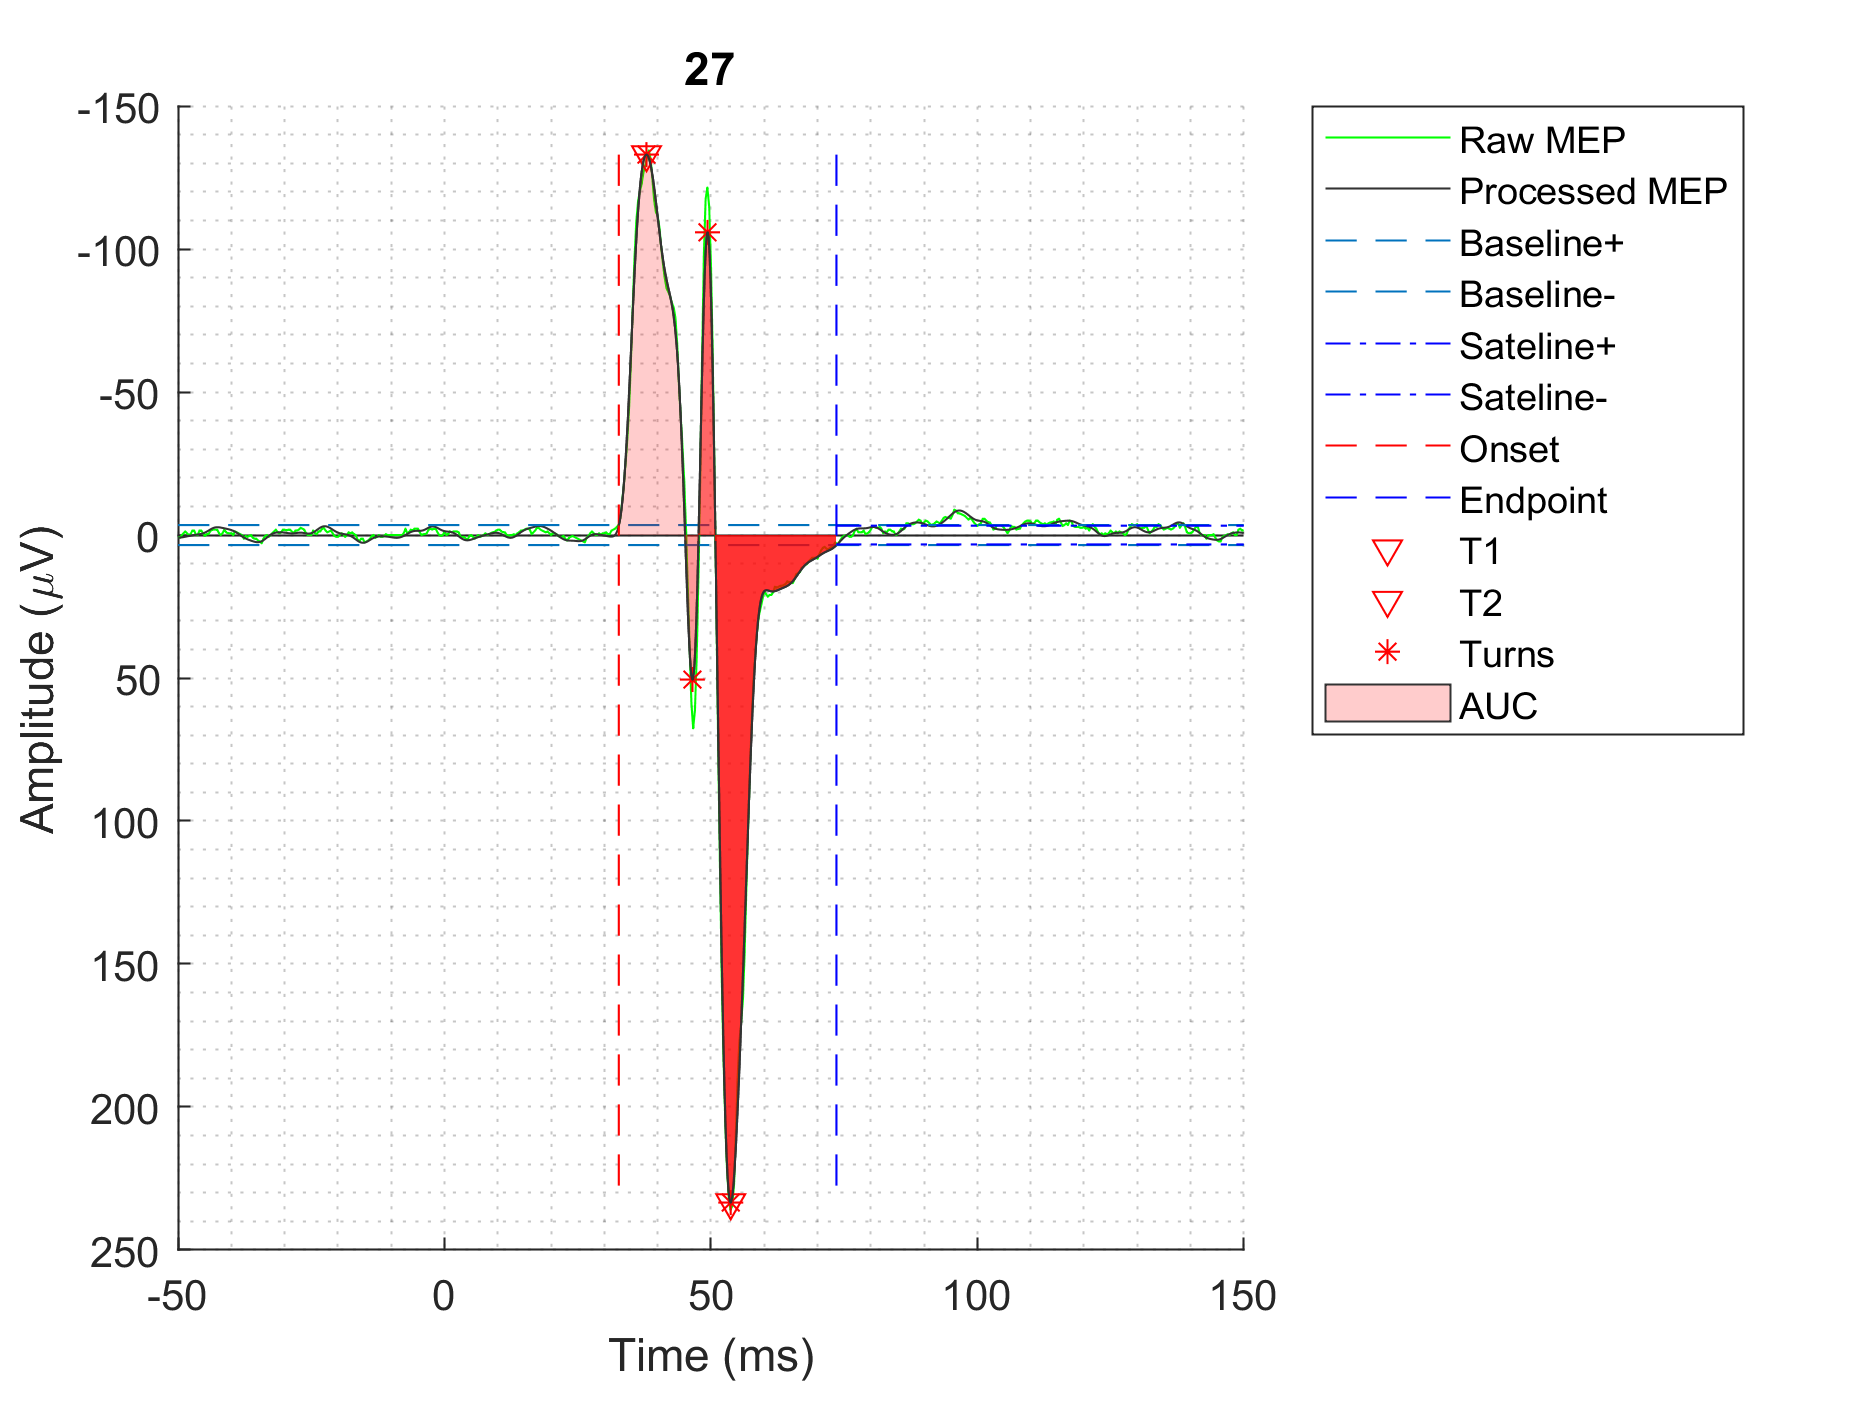 27
-150
-100
-50
0
50
100
150
200
250
Amplitude (μV)
-50 0 50 100 150
Time (ms)
Raw MEP
Processed MEP
Baseline+
Baseline-
Sateline+
Sateline-
Onset
Endpoint
T1
T2
Turns
AUC